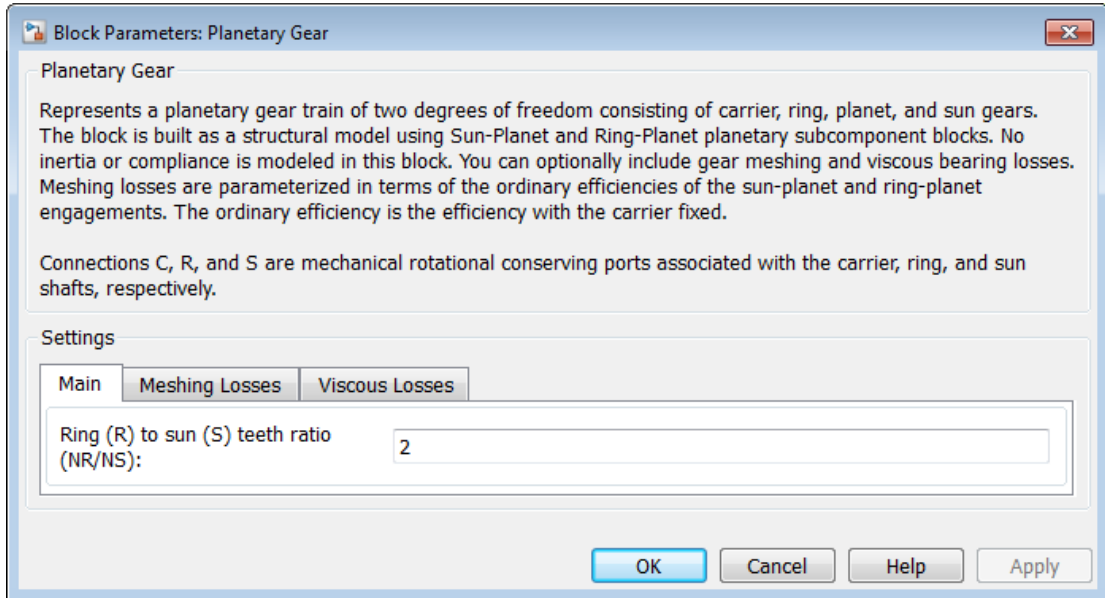 Block Parameters: Planetary Gear
Planetary Gear
Represents a planetary gear train of two degrees of freedom consisting of carrier, ring, planet, and sun gears.
The block is built as a structural model using Sun-Planet and Ring-Planet planetary subcomponent blocks. No
inertia or compliance is modeled in this block. You can optionally include gear meshing and viscous bearing losses.
Meshing losses are parameterized in terms of the ordinary efficiencies of the sun-planet and ring-planet
engagements. The ordinary efficiency is the efficiency with the carrier fixed.
Connections C, R, and S are mechanical rotational conserving ports associated with the carrier, ring, and sun
shafts, respectively.
Settings
Main Meshing Losses Viscous Losses
Ring (R) to sun (S) teeth ratio
(NR/NS):
2
OK Cancel Help Apply